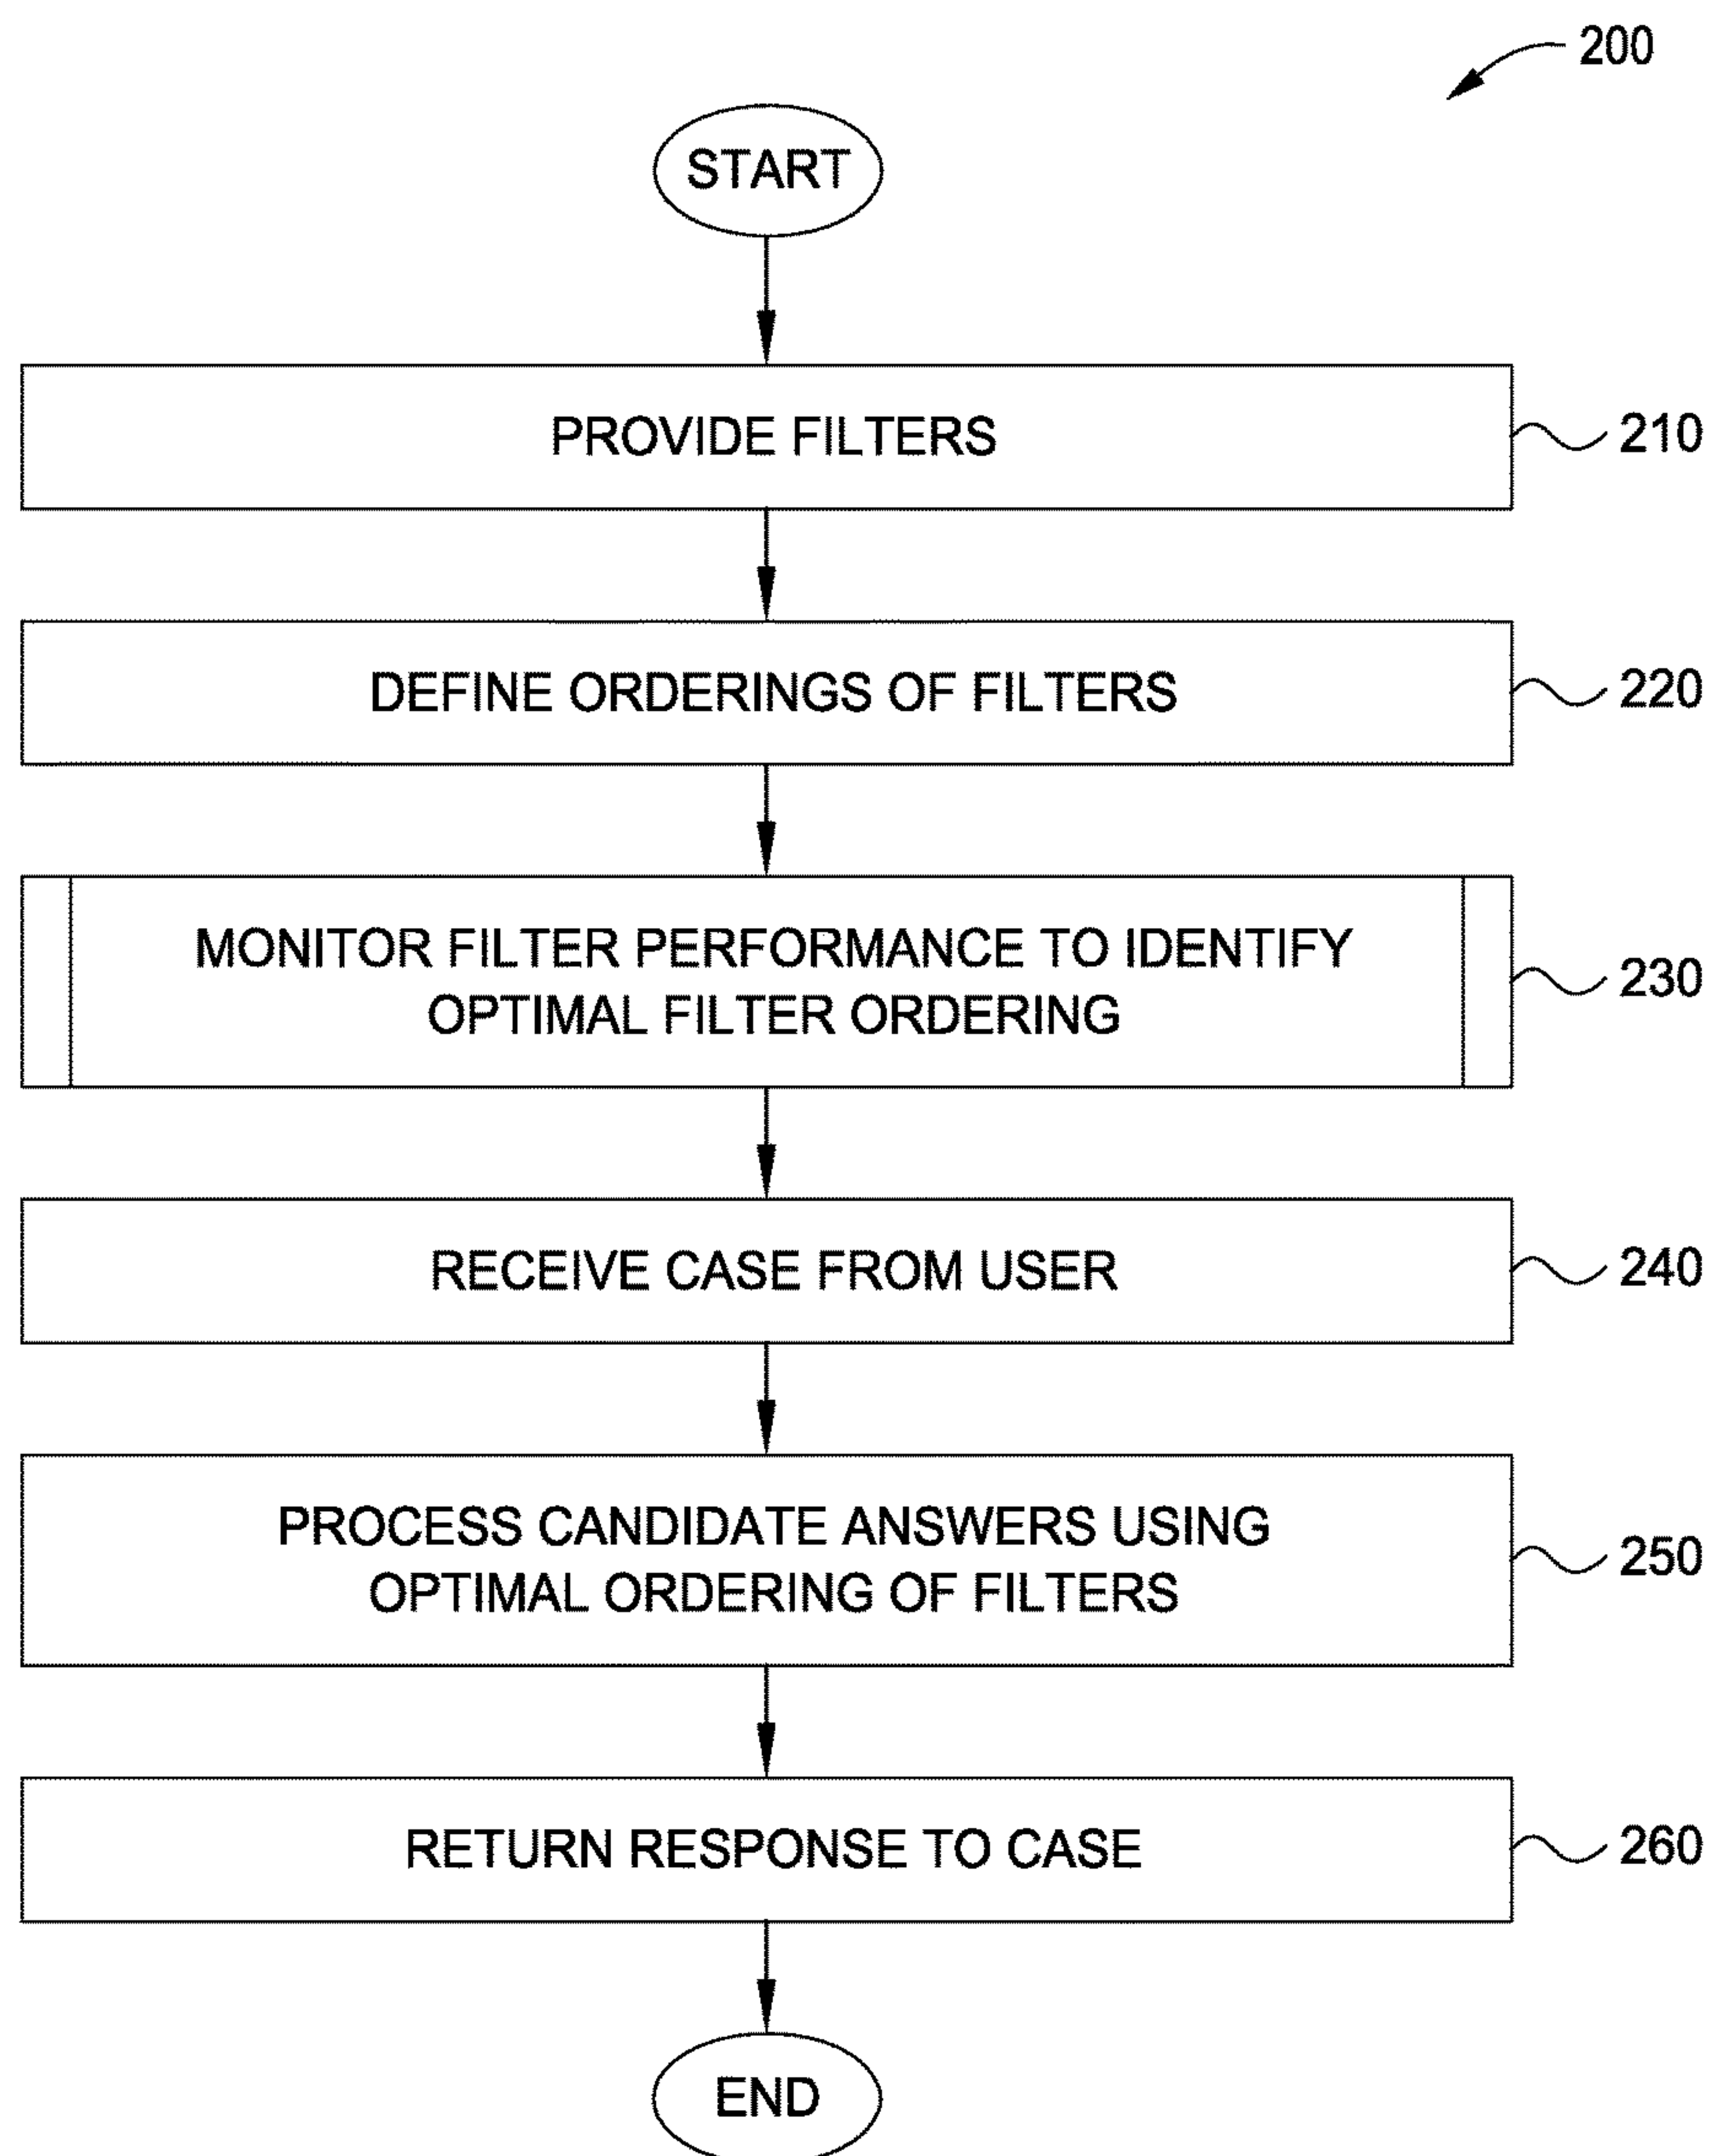 200
START
PROVIDE FILTERS
210
DEFINE ORDERINGS OF FILTERS
220
MONITOR FILTER PERFORMANCE TO IDENTIFY
OPTIMAL FILTER ORDERING
230
RECEIVE CASE FROM USER
240
PROCESS CANDIDATE ANSWERS USING
OPTIMAL ORDERING OF FILTERS
250
RETURN RESPONSE TO CASE
260
END